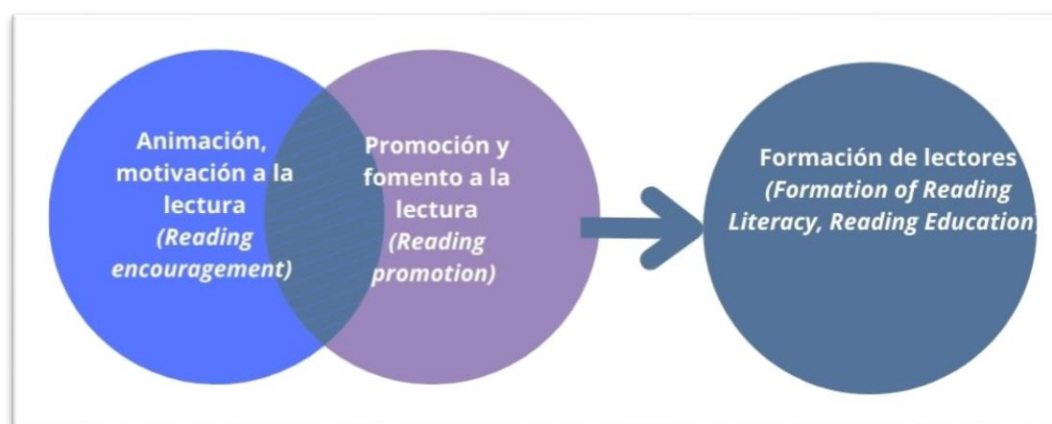 Animación,
motivación a la
lectura
(Reading
encouragement)
Promoción y
fomento a la
lectura
(Reading
promotion)
Formación de lectores
(Formation of Reading
Literacy, Reading Education)